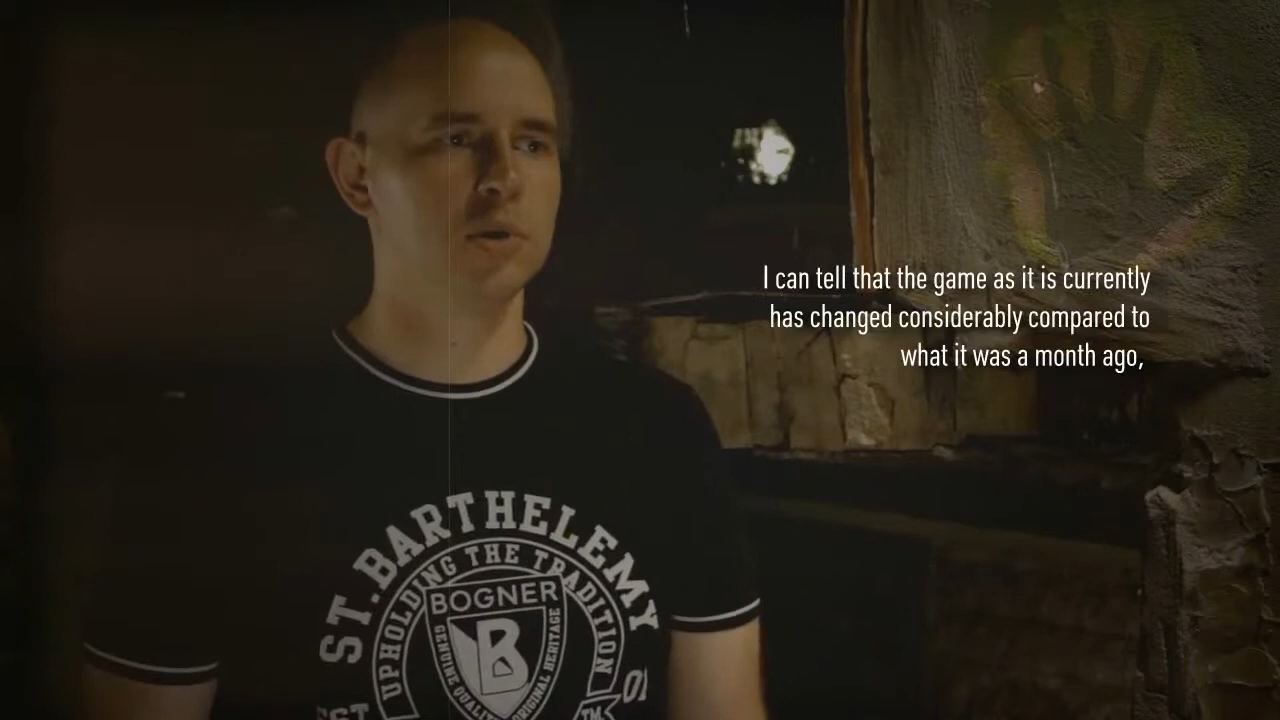 I can tell that the game as it is currently
has changed considerably compared to
what it was a month ago,
ST. BARTHELEMY
UPHOLDING THE TRADITION
BOGNER
GENUINE QUALITY
ORIGINAL HERITAGE
B
EST
TM